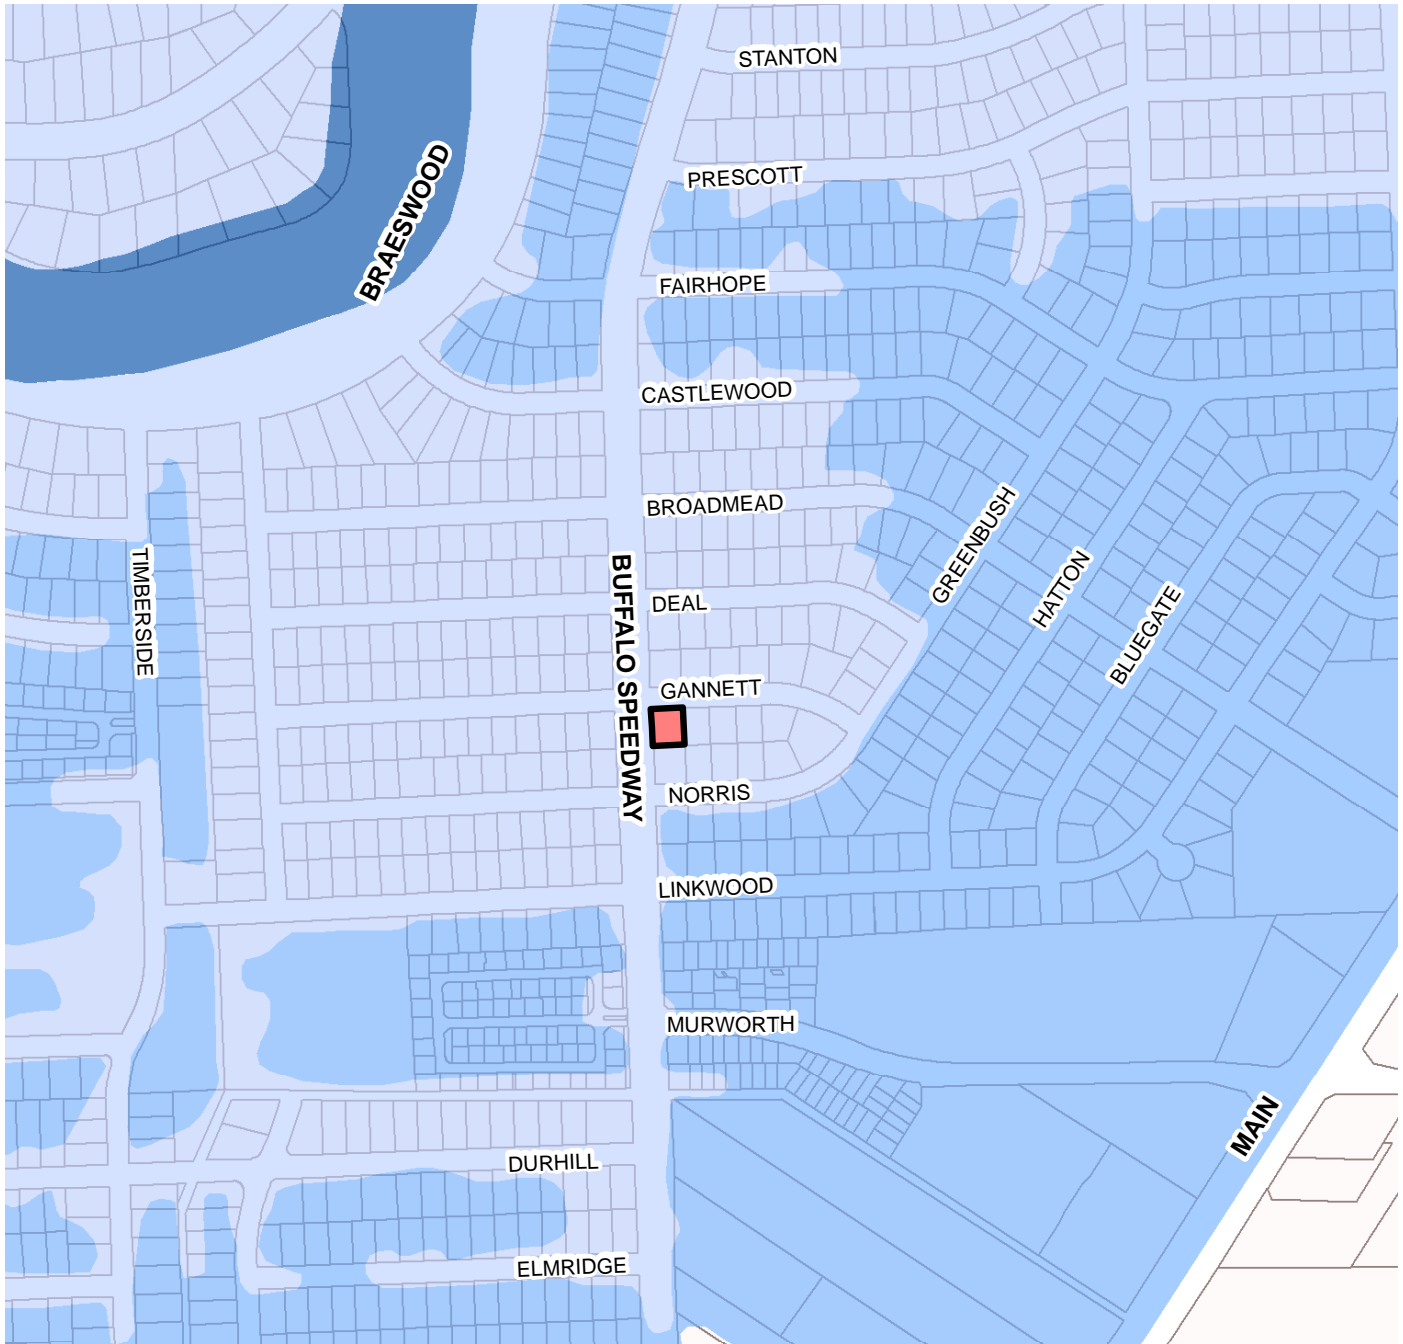 STANTON
BRAESWOOD
PRESCOTT
FAIRHOPE
CASTLEWOOD
BROADMEAD
GREENBUSH
TIMBERSIDE
BUFFALO SPEEDWAY
HATTON
DEAL
BLUEGATE
GANNETT
NORRIS
LINKWOOD
MURWORTH
MAIN
DURHILL
ELMRIDGE